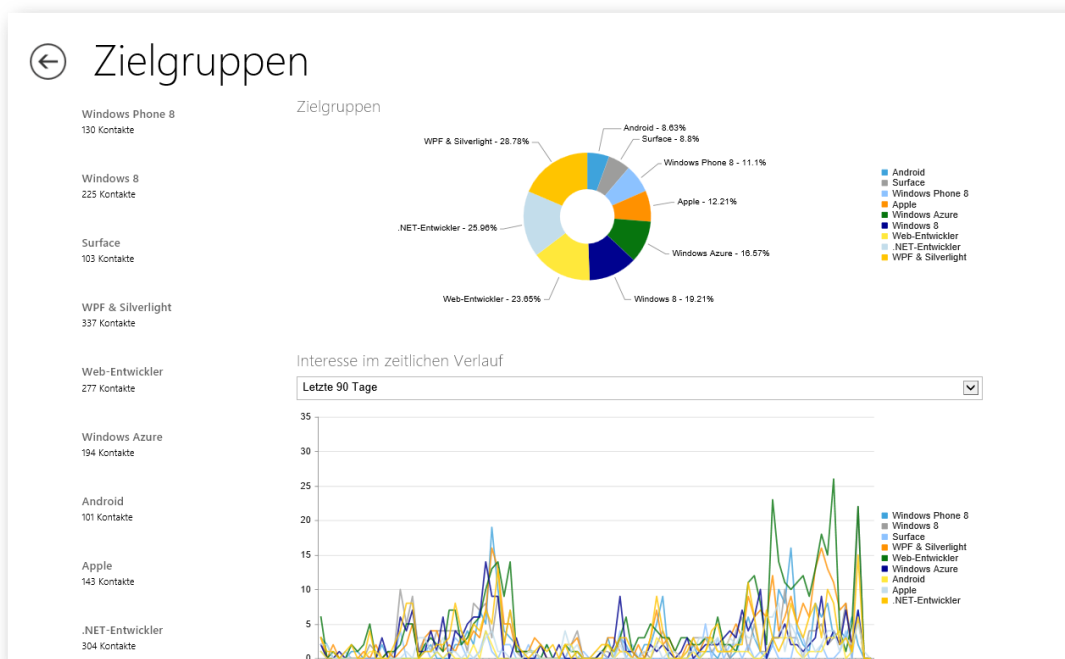 Zielgruppen
Windows Phone 8
130 Kontakte
Windows 8
225 Kontakte
Surface
103 Kontakte
WPF & Silverlight
337 Kontakte
Web-Entwickler
277 Kontakte
Windows Azure
194 Kontakte
Android
101 Kontakte
Apple
143 Kontakte
.NET-Entwickler
304 Kontakte
Zielgruppen
Android - 8.63%
Surface - 8.8%
Windows Phone 8 - 11.1%
Apple - 12.21%
Windows Azure - 16.57%
Windows 8 - 19.21%
Web-Entwickler - 23.65%
.NET-Entwickler - 25.96%
WPF & Silverlight - 28.78%
Android
Surface
Windows Phone 8
Apple
Windows Azure
Windows 8
Web-Entwickler
.NET-Entwickler
WPF & Silverlight
Interesse im zeitlichen Verlauf
Letzte 90 Tage
35
30
25
20
15
10
5
0
Windows Phone 8
Windows 8
Surface
WPF & Silverlight
Web-Entwickler
Windows Azure
Android
Apple
.NET-Entwickler